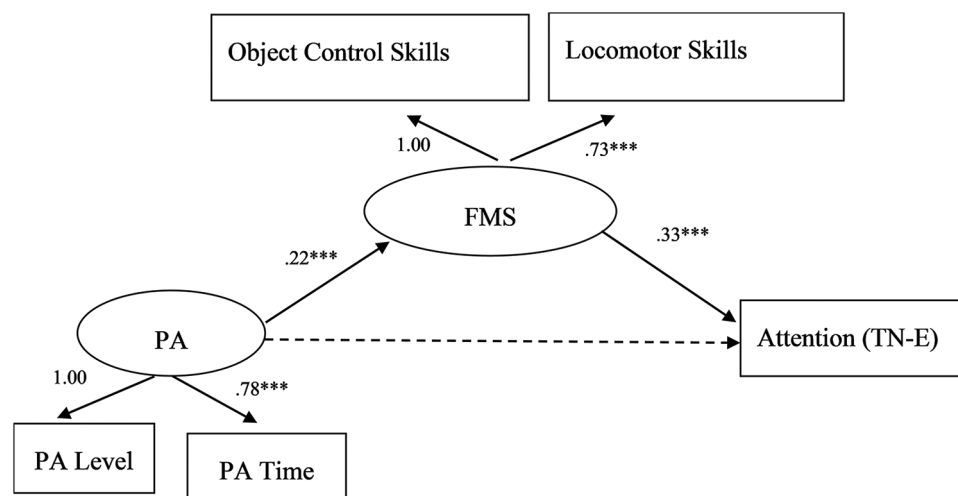 Object Control Skills
Locomotor Skills
1.00
.73***
FMS
.22***
.33***
PA
Attention (TN-E)
1.00
.78***
PA Level
PA Time